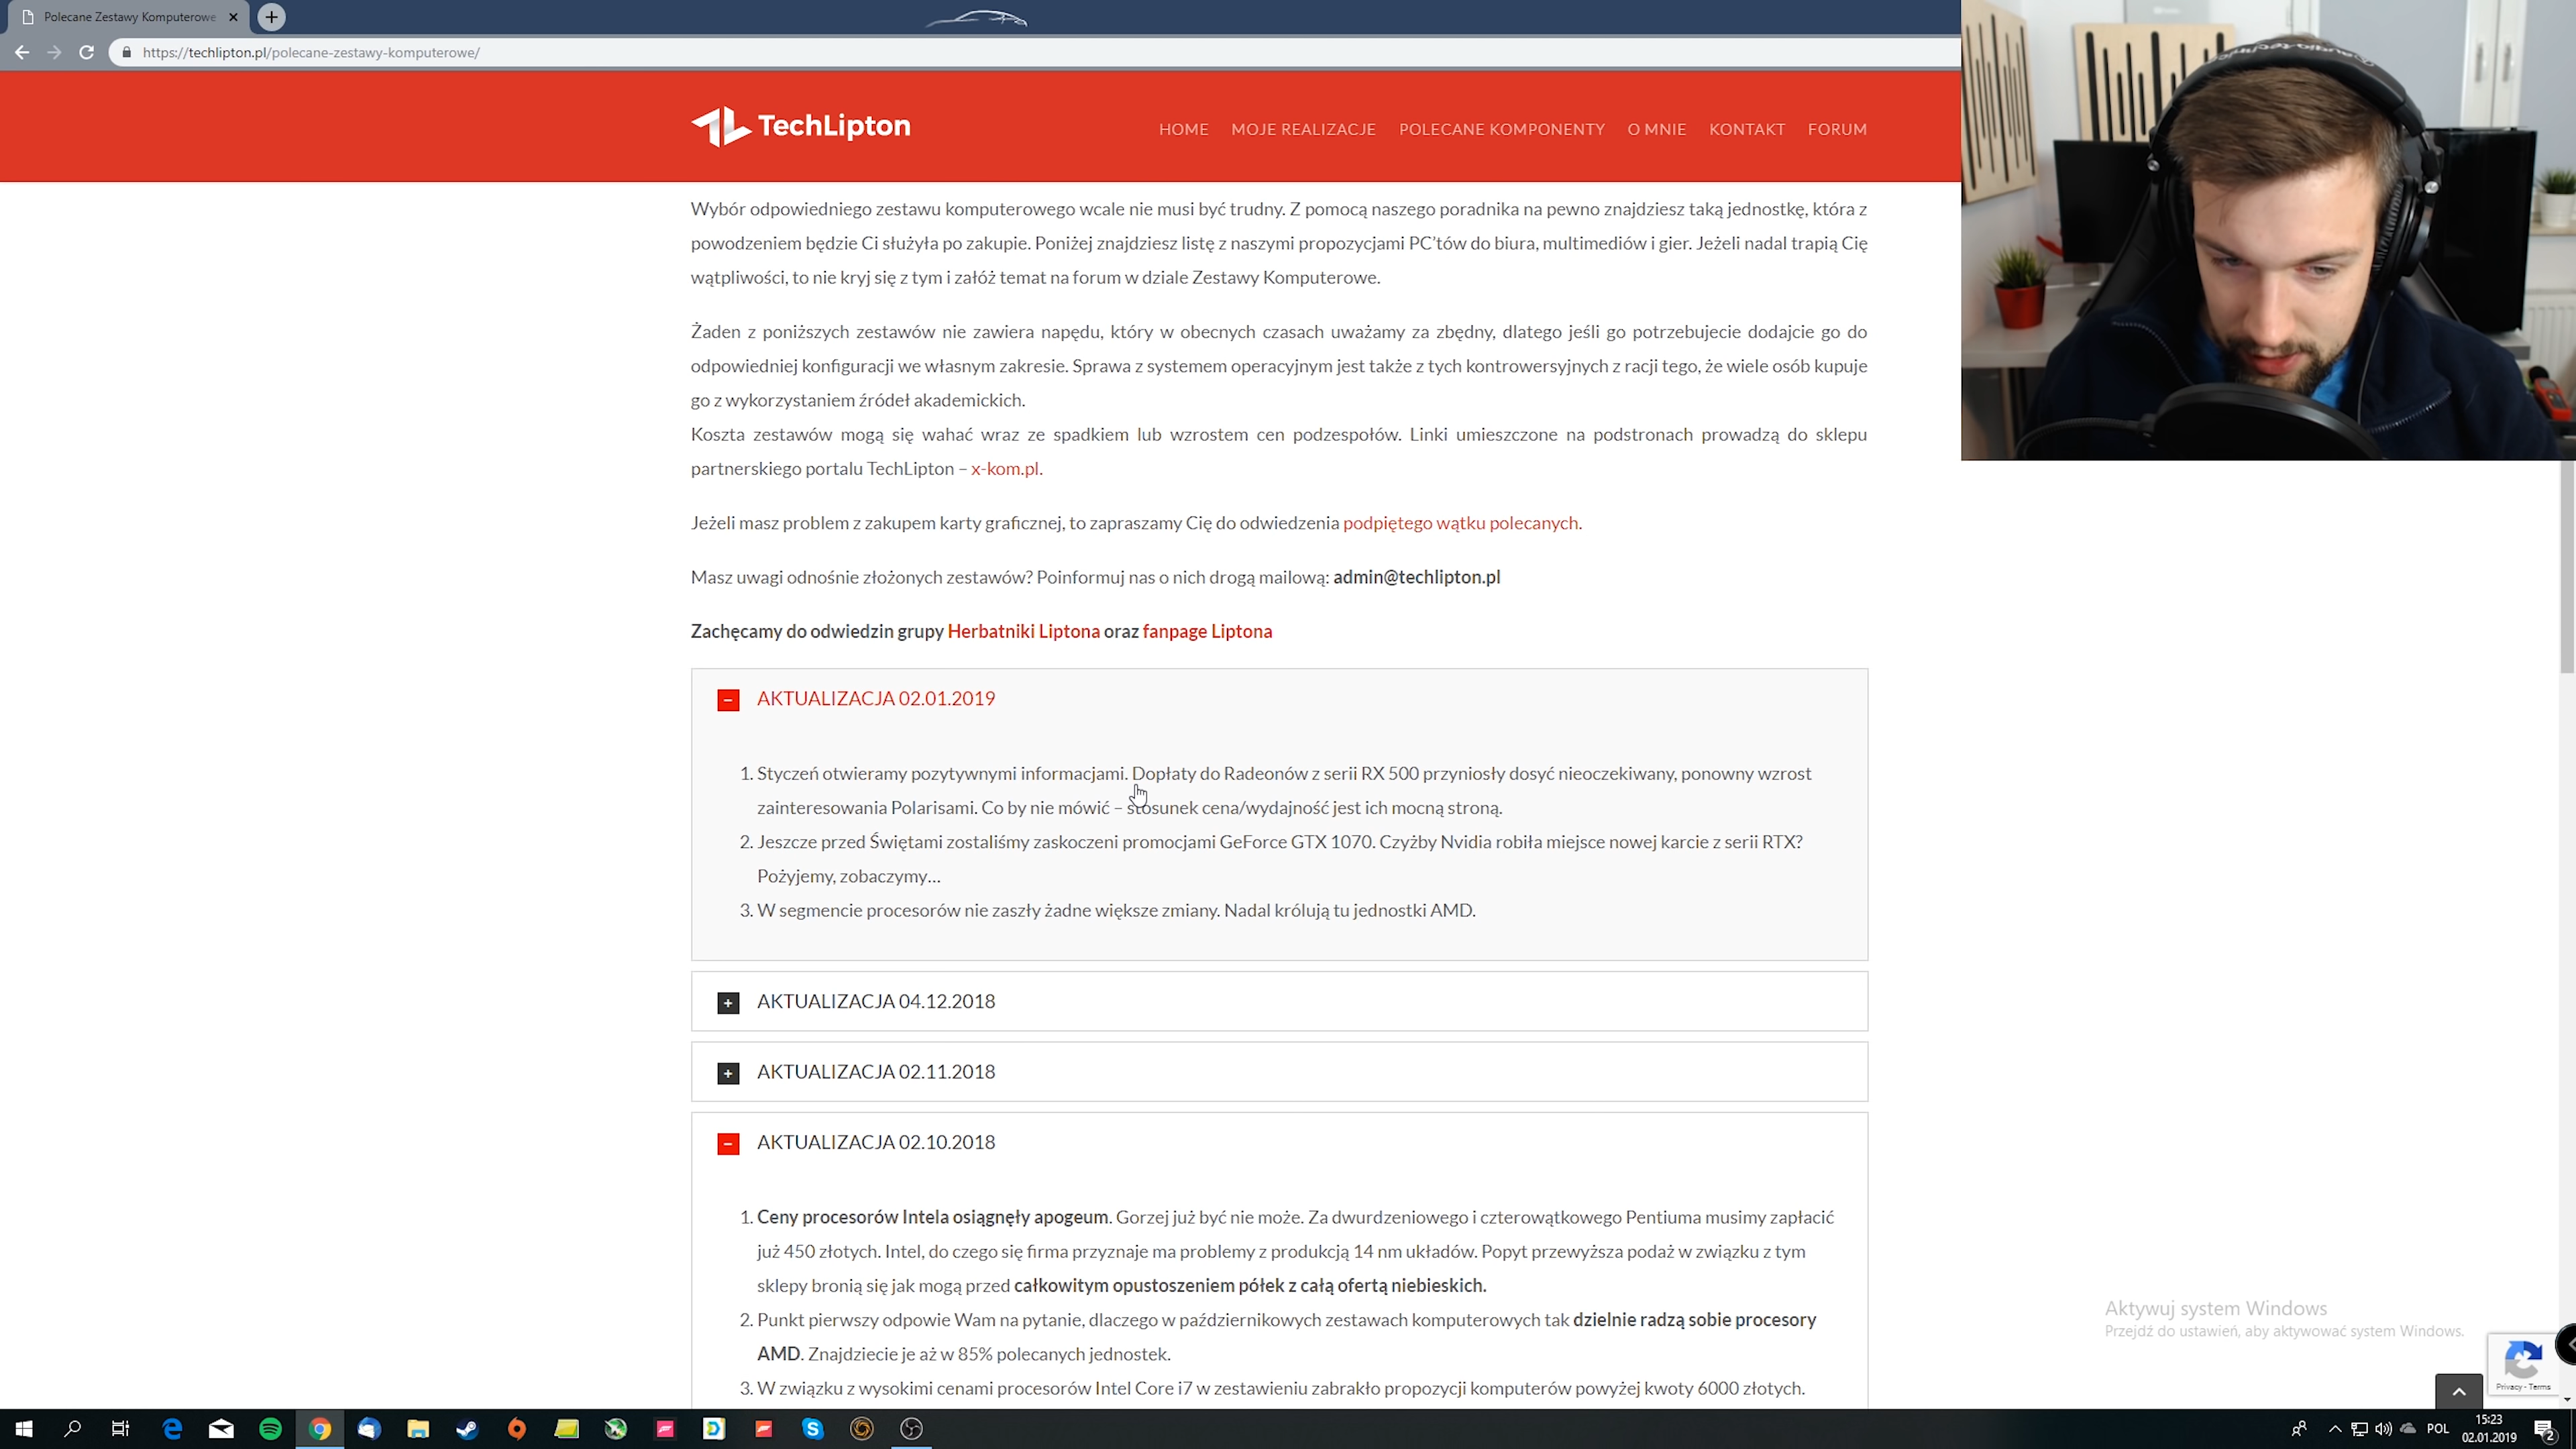 Polecane Zestawy Komputerowe
https://techlipton.pl/polecane-zestawy-komputerowe/
TechLipton
HOME MOJE REALIZACJE POLECANE KOMPONENTY O MNIE KONTAKT FORUM
Wybór odpowiedniego zestawu komputerowego wcale nie musi być trudny. Z pomocą naszego poradnika na pewno znajdziesz taką jednostkę, która z
powodzeniem będzie Ci służyła po zakupie. Poniżej znajdziesz listę z naszymi propozycjami PC'tów do biura, multimediów i gier. Jeżeli nadal trapią Cię
wątpliwości, to nie kryj się z tym i załóż temat na forum w dziale Zestawy Komputerowe.
Żaden z poniższych zestawów nie zawiera napędu, który w obecnych czasach uważamy za zbędny, dlatego jeśli go potrzebujecie dodajcie go do
odpowiedniej konfiguracji we własnym zakresie. Sprawa z systemem operacyjnym jest także z tych kontrowersyjnych z racji tego, że wiele osób kupuje
go z wykorzystaniem źródeł akademickich.
Koszta zestawów mogą się wahać wraz ze spadkiem lub wzrostem cen podzespołów. Linki umieszczone na podstronach prowadzą do sklepu
partnerskiego portalu TechLipton – x-kom.pl.
Jeżeli masz problem z zakupem karty graficznej, to zapraszamy Cię do odwiedzenia podpiętego wątku polecanych.
Masz uwagi odnośnie złożonych zestawów? Poinformuj nas o nich drogą mailową: admin@techlipton.pl
Zachęcamy do odwiedzin grupy Herbatniki Liptona oraz fanpage Liptona
AKTUALIZACJA 02.01.2019
1. Styczeń otwieramy pozytywnymi informacjami. Dopłaty do Radeonów z serii RX 500 przyniosły dosyć nieoczekiwany, ponowny wzrost
zainteresowania Polarisami. Co by nie mówić – stosunek cena/wydajność jest ich mocną stroną.
2. Jeszcze przed Świętami zostaliśmy zaskoczeni promocjami GeForce GTX 1070. Czyżby Nvidia robiła miejsce nowej karcie z serii RTX?
Pożyjemy, zobaczymy...
3. W segmencie procesorów nie zaszły żadne większe zmiany. Nadal królują tu jednostki AMD.
AKTUALIZACJA 04.12.2018
AKTUALIZACJA 02.11.2018
AKTUALIZACJA 02.10.2018
1. Ceny procesorów Intela osiągnęły apogeum. Gorzej już być nie może. Za dwurdzeniowego i czterowątkowego Pentiuma musimy zapłacić
już 450 złotych. Intel, do czego się firma przyznaje ma problemy z produkcją 14 nm układów. Popyt przewyższa podaż w związku z tym
sklepy bronią się jak mogą przed całkowitym opustoszeniem półek z całą ofertą niebieskich.
2. Punkt pierwszy odpowie Wam na pytanie, dlaczego w październikowych zestawach komputerowych tak dzielnie radzą sobie procesory
AMD. Znajdziecie je aż w 85% polecanych jednostek.
3. W związku z wysokimi cenami procesorów Intel Core i7 w zestawieniu zabrakło propozycji komputerów powyżej kwoty 6000 złotych.
Aktywuj system Windows
Przejdź do ustawień, aby aktywować system Windows.
Privacy - Terms
POL
15:23
02.01.2019
2